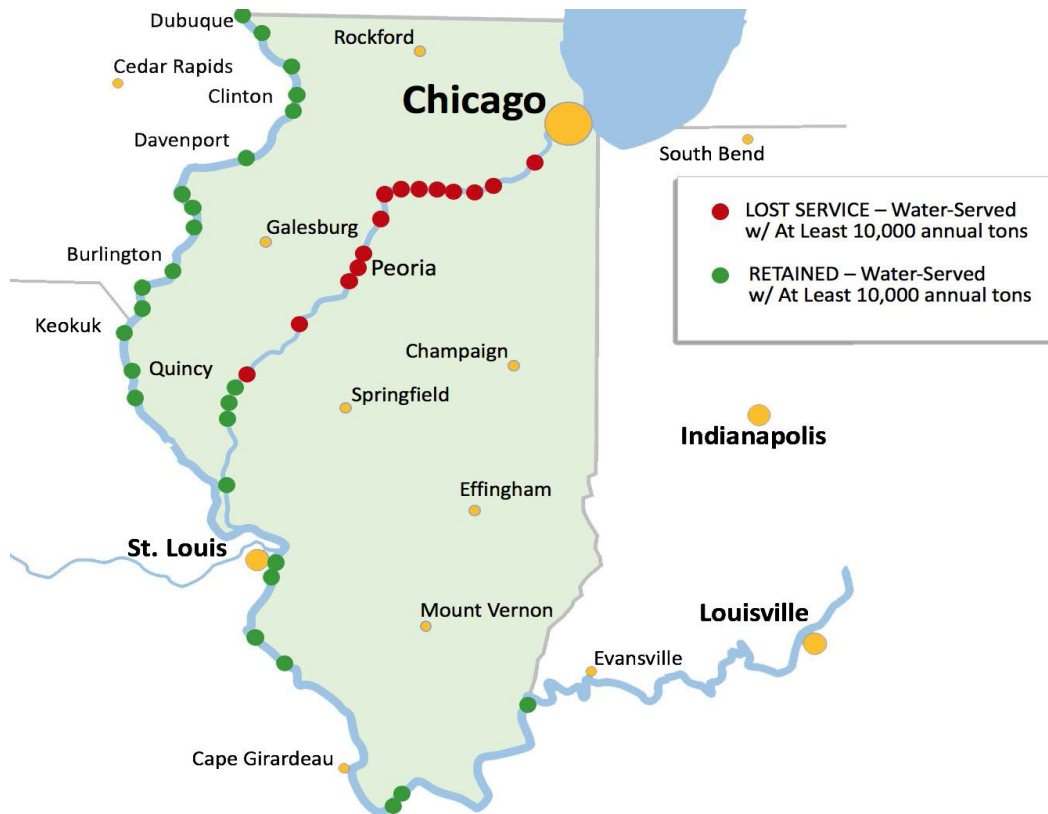 Dubuque
Rockford
Cedar Rapids
Clinton
Chicago
Davenport
South Bend
LOST SERVICE – Water-Served
w/ At Least 10,000 annual tons
Galesburg
Burlington
Peoria
RETAINED – Water-Served
w/ At Least 10,000 annual tons
Keokuk
Champaign
Quincy
Springfield
Indianapolis
Effingham
St. Louis
Mount Vernon
Louisville
Evansville
Cape Girardeau